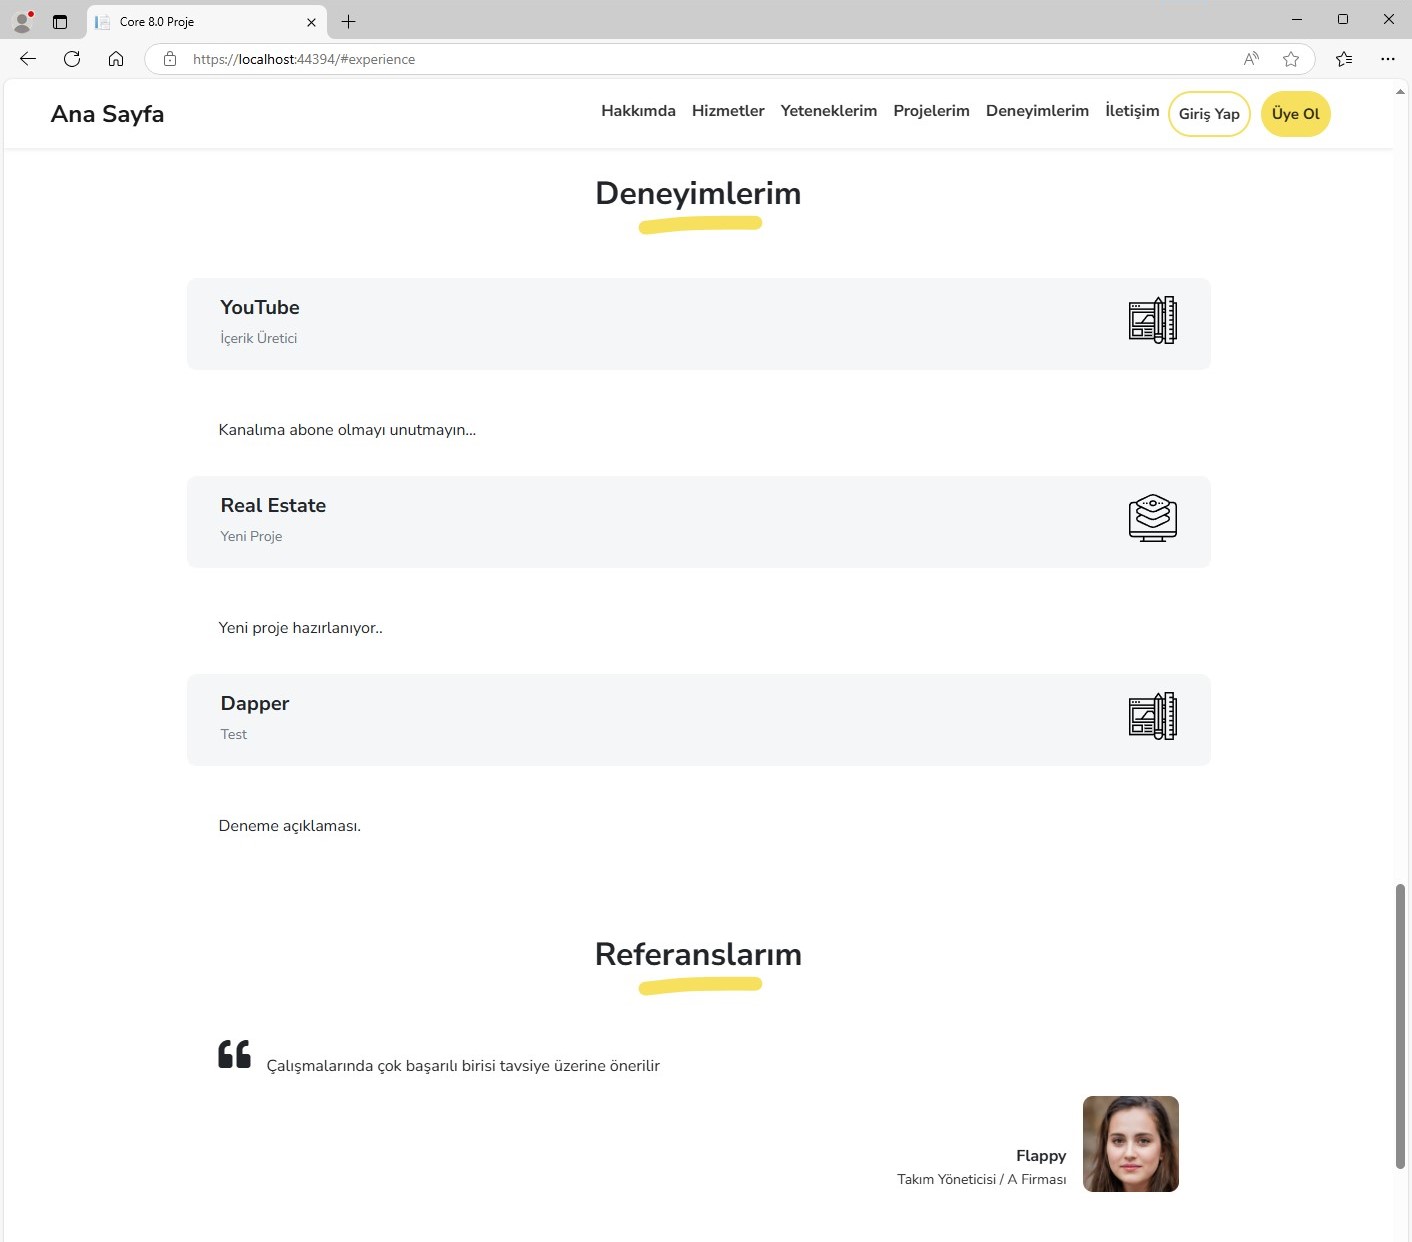 Core 8.0 Proje
https://localhost:44394/#experience
Ana Sayfa
Hakkımda Hizmetler Yeteneklerim Projelerim Deneyimlerim İletişim Giriş Yap Üye Ol
Deneyimlerim
YouTube
İçerik Üretici
Kanalıma abone olmayı unutmayın...
Real Estate
Yeni Proje
Yeni proje hazırlanıyor..
Dapper
Test
Deneme açıklaması.
Referanslarım
Çalışmalarında çok başarılı birisi tavsiye üzerine önerilir
Flappy
Takım Yöneticisi / A Firması